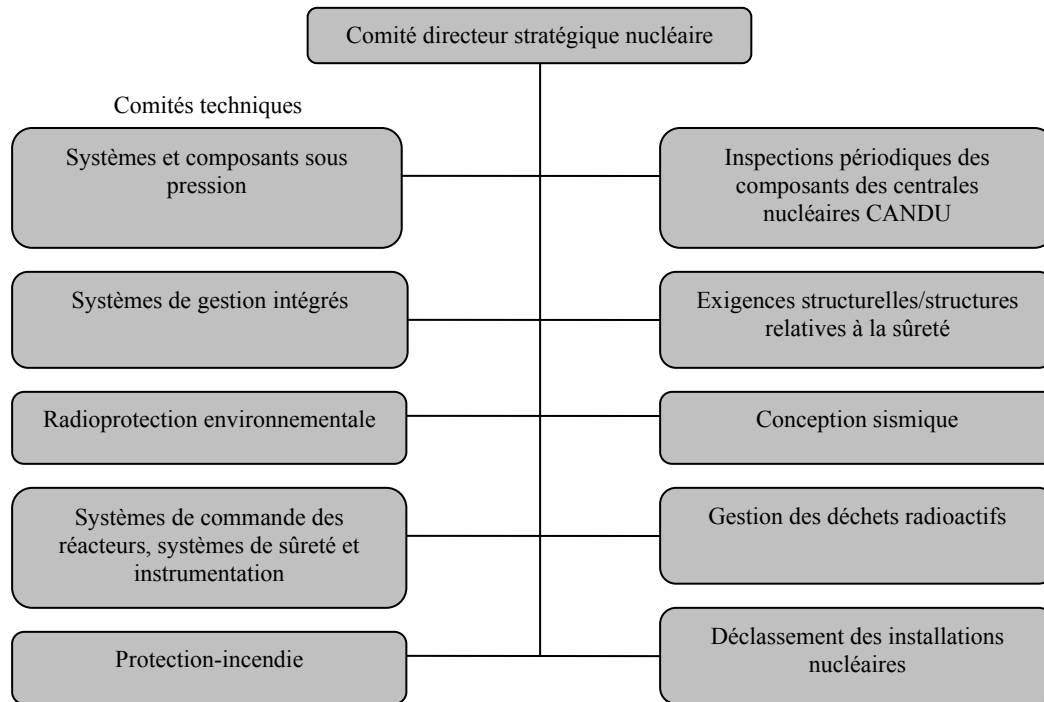 Comité directeur stratégique nucléaire
Comités techniques
Systèmes et composants sous
pression
Inspections périodiques des
composants des centrales
nucléaires CANDU
Systèmes de gestion intégrés
Exigences structurelles/structures
relatives à la sûreté
Radioprotection environnementale
Conception sismique
Systèmes de commande des
réacteurs, systèmes de sûreté et
instrumentation
Gestion des déchets radioactifs
Protection-incendie
Déclassement des installations
nucléaires